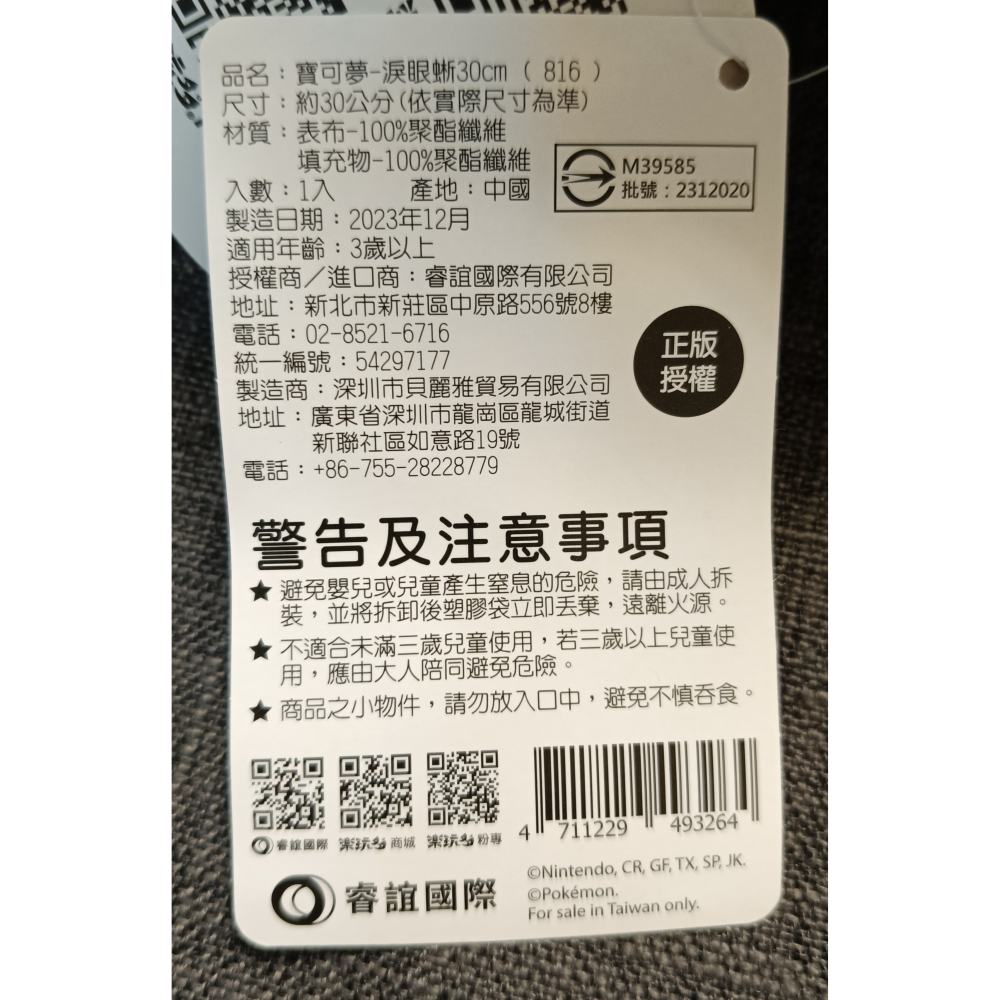 品名：寶可夢-淚眼蜥30cm（ 816 ）
尺寸：約30公分(依實際尺寸為準)
材質：表布-100%聚酯纖維
填充物-100%聚酯纖維
入數：1入 產地：中國
M39585
批號：2312020
製造日期：2023年12月
適用年齡：3歲以上
授權商／進口商：睿誼國際有限公司
地址：新北市新莊區中原路556號8樓
電話：02-8521-6716
統一編號：54297177
正版
授權
製造商：深圳市貝麗雅貿易有限公司
地址：廣東省深圳市龍崗區龍城街道
新聯社區如意路19號
電話：+86-755-28228779
警告及注意事項
★ 避免嬰兒或兒童產生窒息的危險，請由成人拆
裝，並將拆卸後塑膠袋立即丟棄，遠離火源。
★ 不適合未滿三歲兒童使用，若三歲以上兒童使
用，應由大人陪同避免危險。
★ 商品之小物件，請勿放入口中，避免不慎吞食。
睿誼國際 樂玩多 商城 樂玩多 粉專
4 711229 493264
睿誼國際
©Nintendo, CR, GF, TX, SP, JK.
©Pokémon.
For sale in Taiwan only.